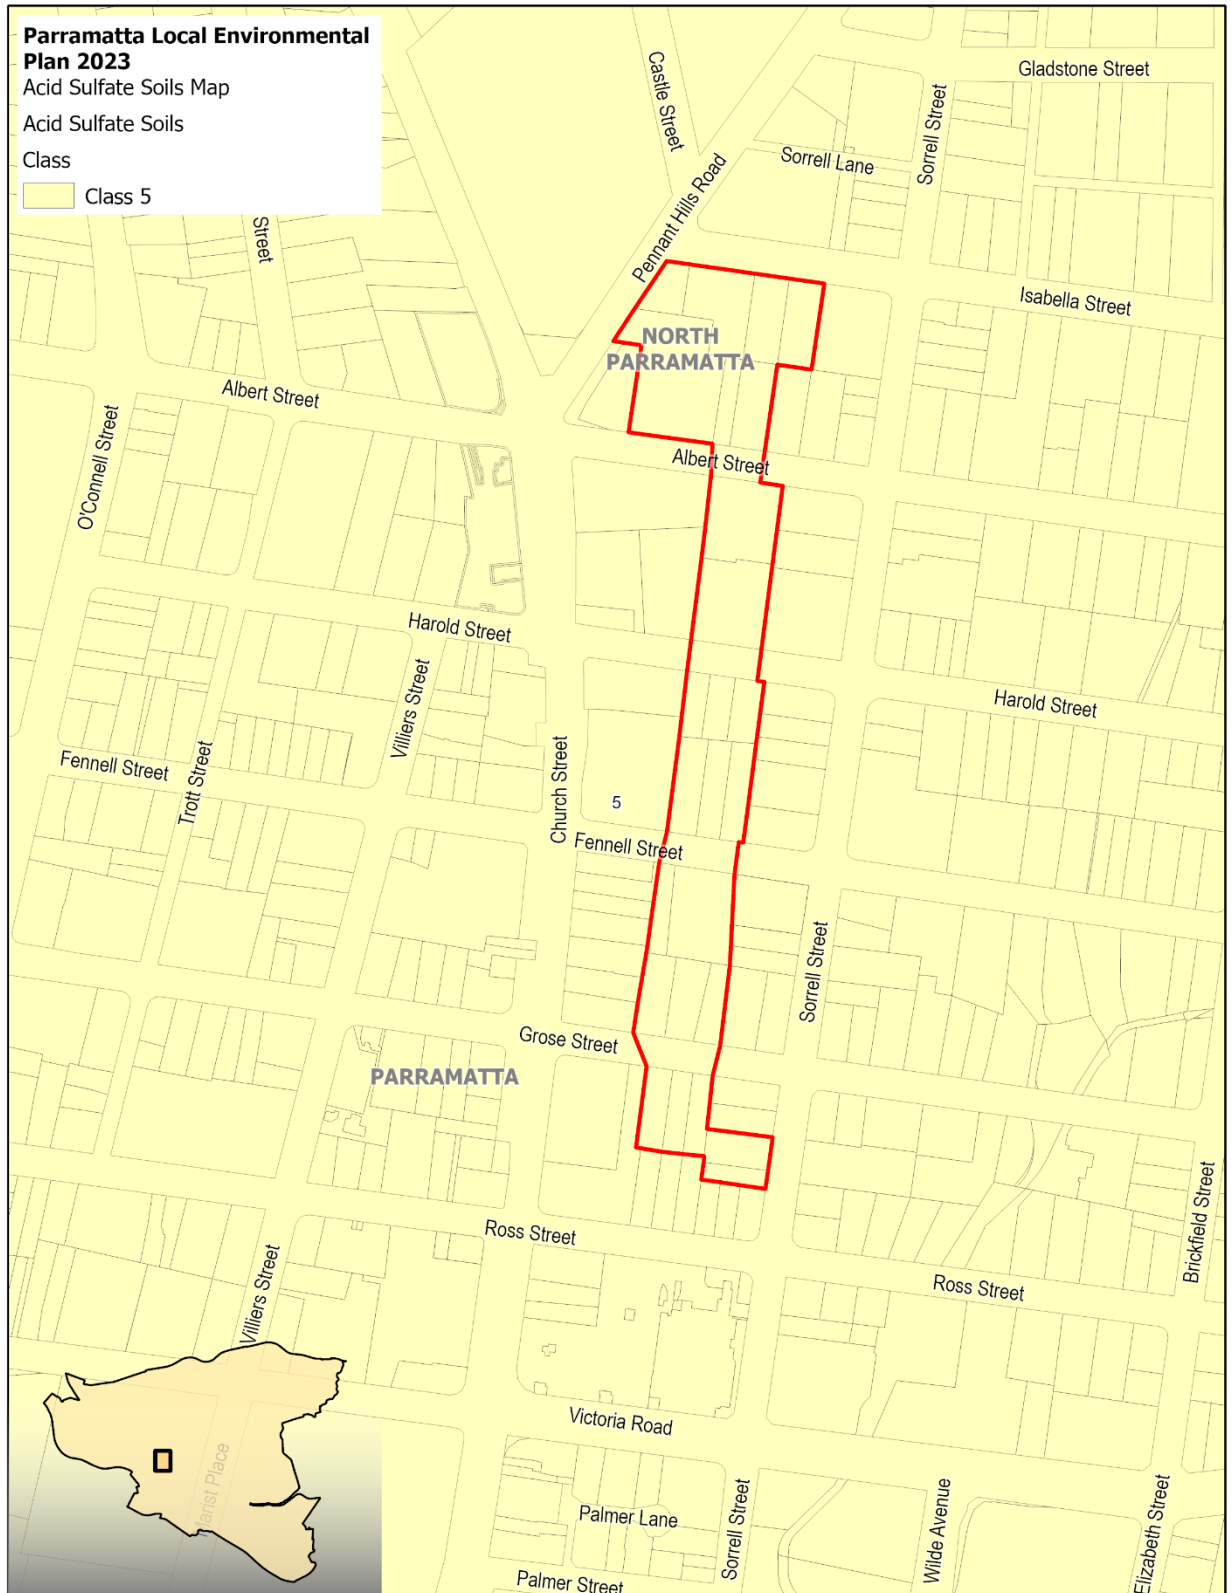 Parramatta Local Environmental
Plan 2023
Acid Sulfate Soils Map
Acid Sulfate Soils
Class
Class 5
Castle Street
Gladstone Street
Sorrell Street
Sorrell Lane
Pennant Hills Road
Street
Isabella Street
NORTH
PARRAMATTA
Albert Street
O'Connell Street
Albert Street
Harold Street
Villiers Street
Harold Street
Fennell Street
Trott Street
Church Street
5
Fennell Street
Sorrell Street
Grose Street
PARRAMATTA
Brickfield Street
Ross Street
Ross Street
Villiers Street
Victoria Road
Marist Place
Palmer Lane
Sorrell Street
Wilde Avenue
Elizabeth Street
Palmer Street